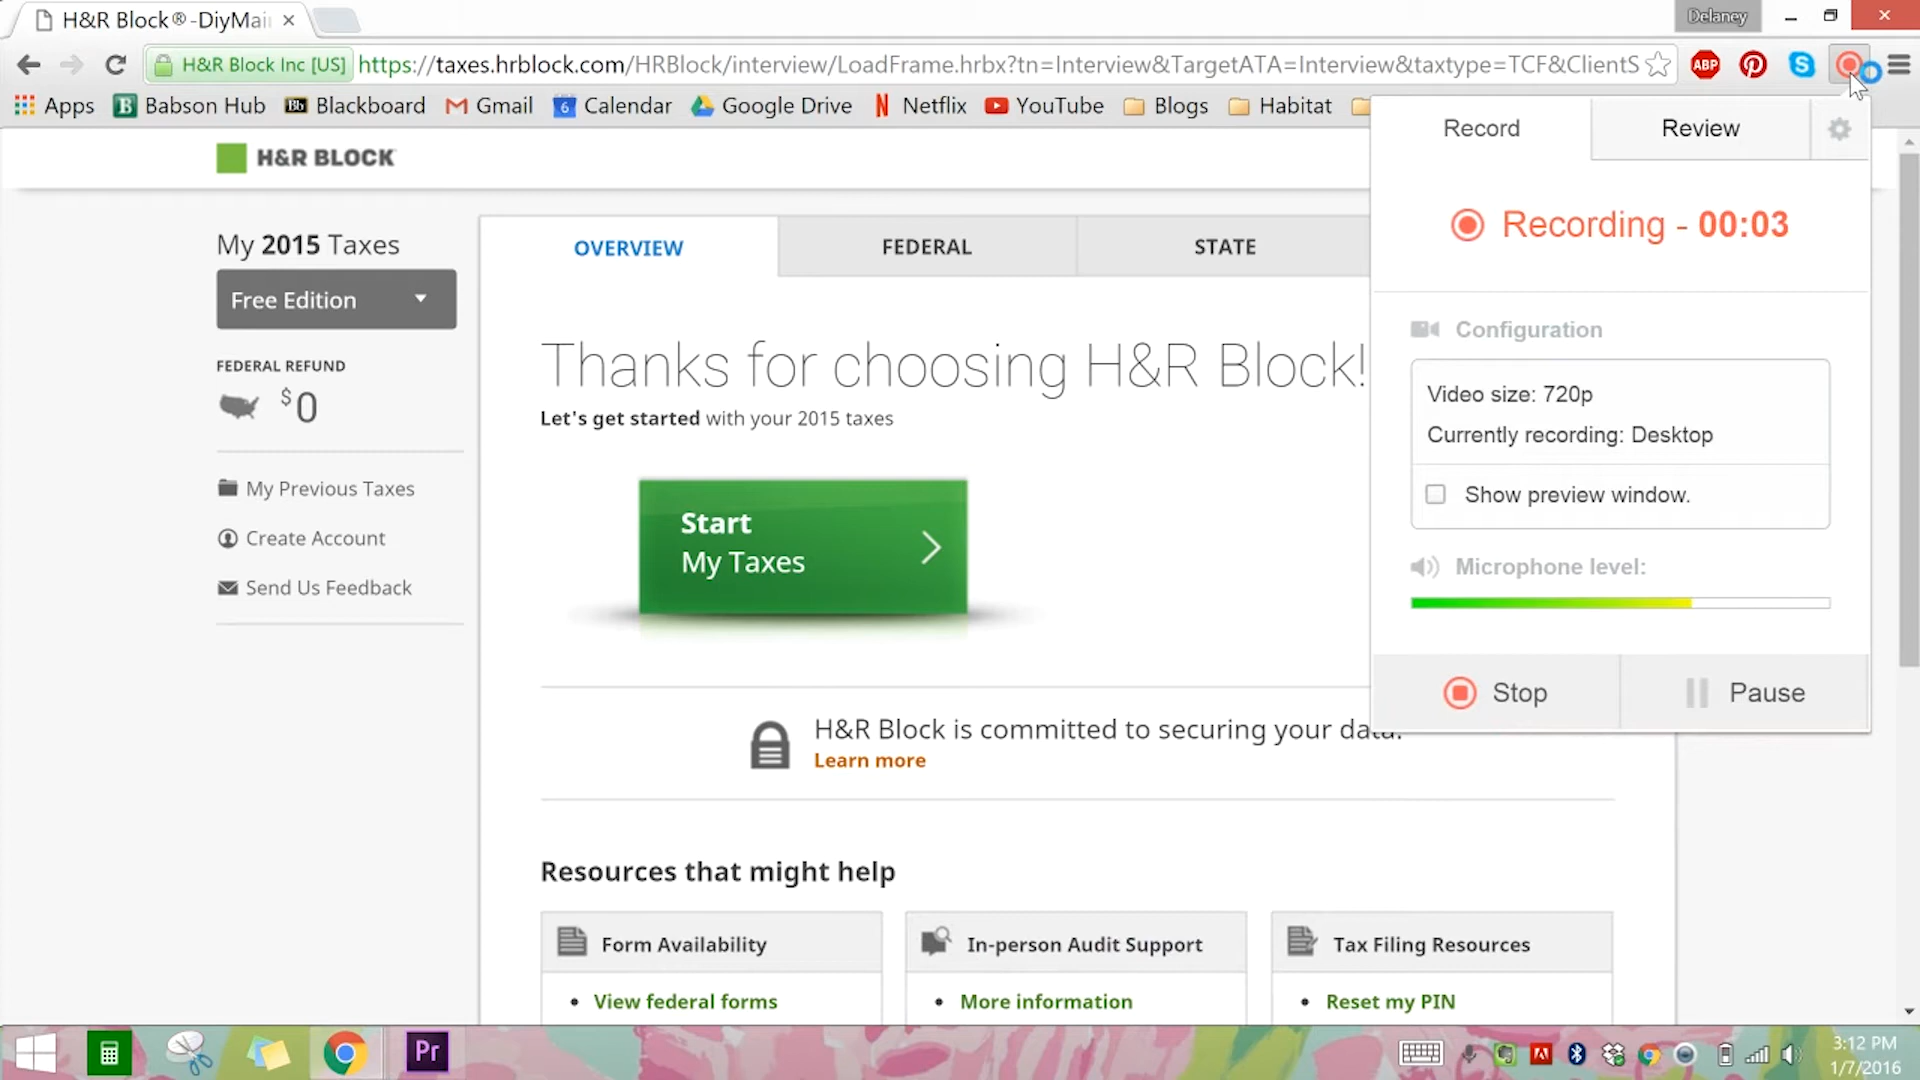 H&R Block® -DiyMai
Delaney
H&R Block Inc [US] https://taxes.hrblock.com/HRBlock/interview/LoadFrame.hrbx?tn=Interview&TargetATA=Interview&taxtype=TCF&ClientS
ABP
Apps Babson Hub Bb Blackboard Gmail 6 Calendar Google Drive Netflix YouTube Blogs Habitat
Record Review
H&R BLOCK
Recording - 00:03
My 2015 Taxes
OVERVIEW FEDERAL STATE
Free Edition
Configuration
Thanks for choosing H&R Block!
FEDERAL REFUND
$0
Video size: 720p
Let's get started with your 2015 taxes
Currently recording: Desktop
My Previous Taxes
Show preview window.
Start
My Taxes
Create Account
Microphone level:
Send Us Feedback
Stop Pause
H&R Block is committed to securing your data.
Learn more
Resources that might help
Form Availability In-person Audit Support Tax Filing Resources
• View federal forms • More information • Reset my PIN
Pr
3:12 PM
1/7/2016